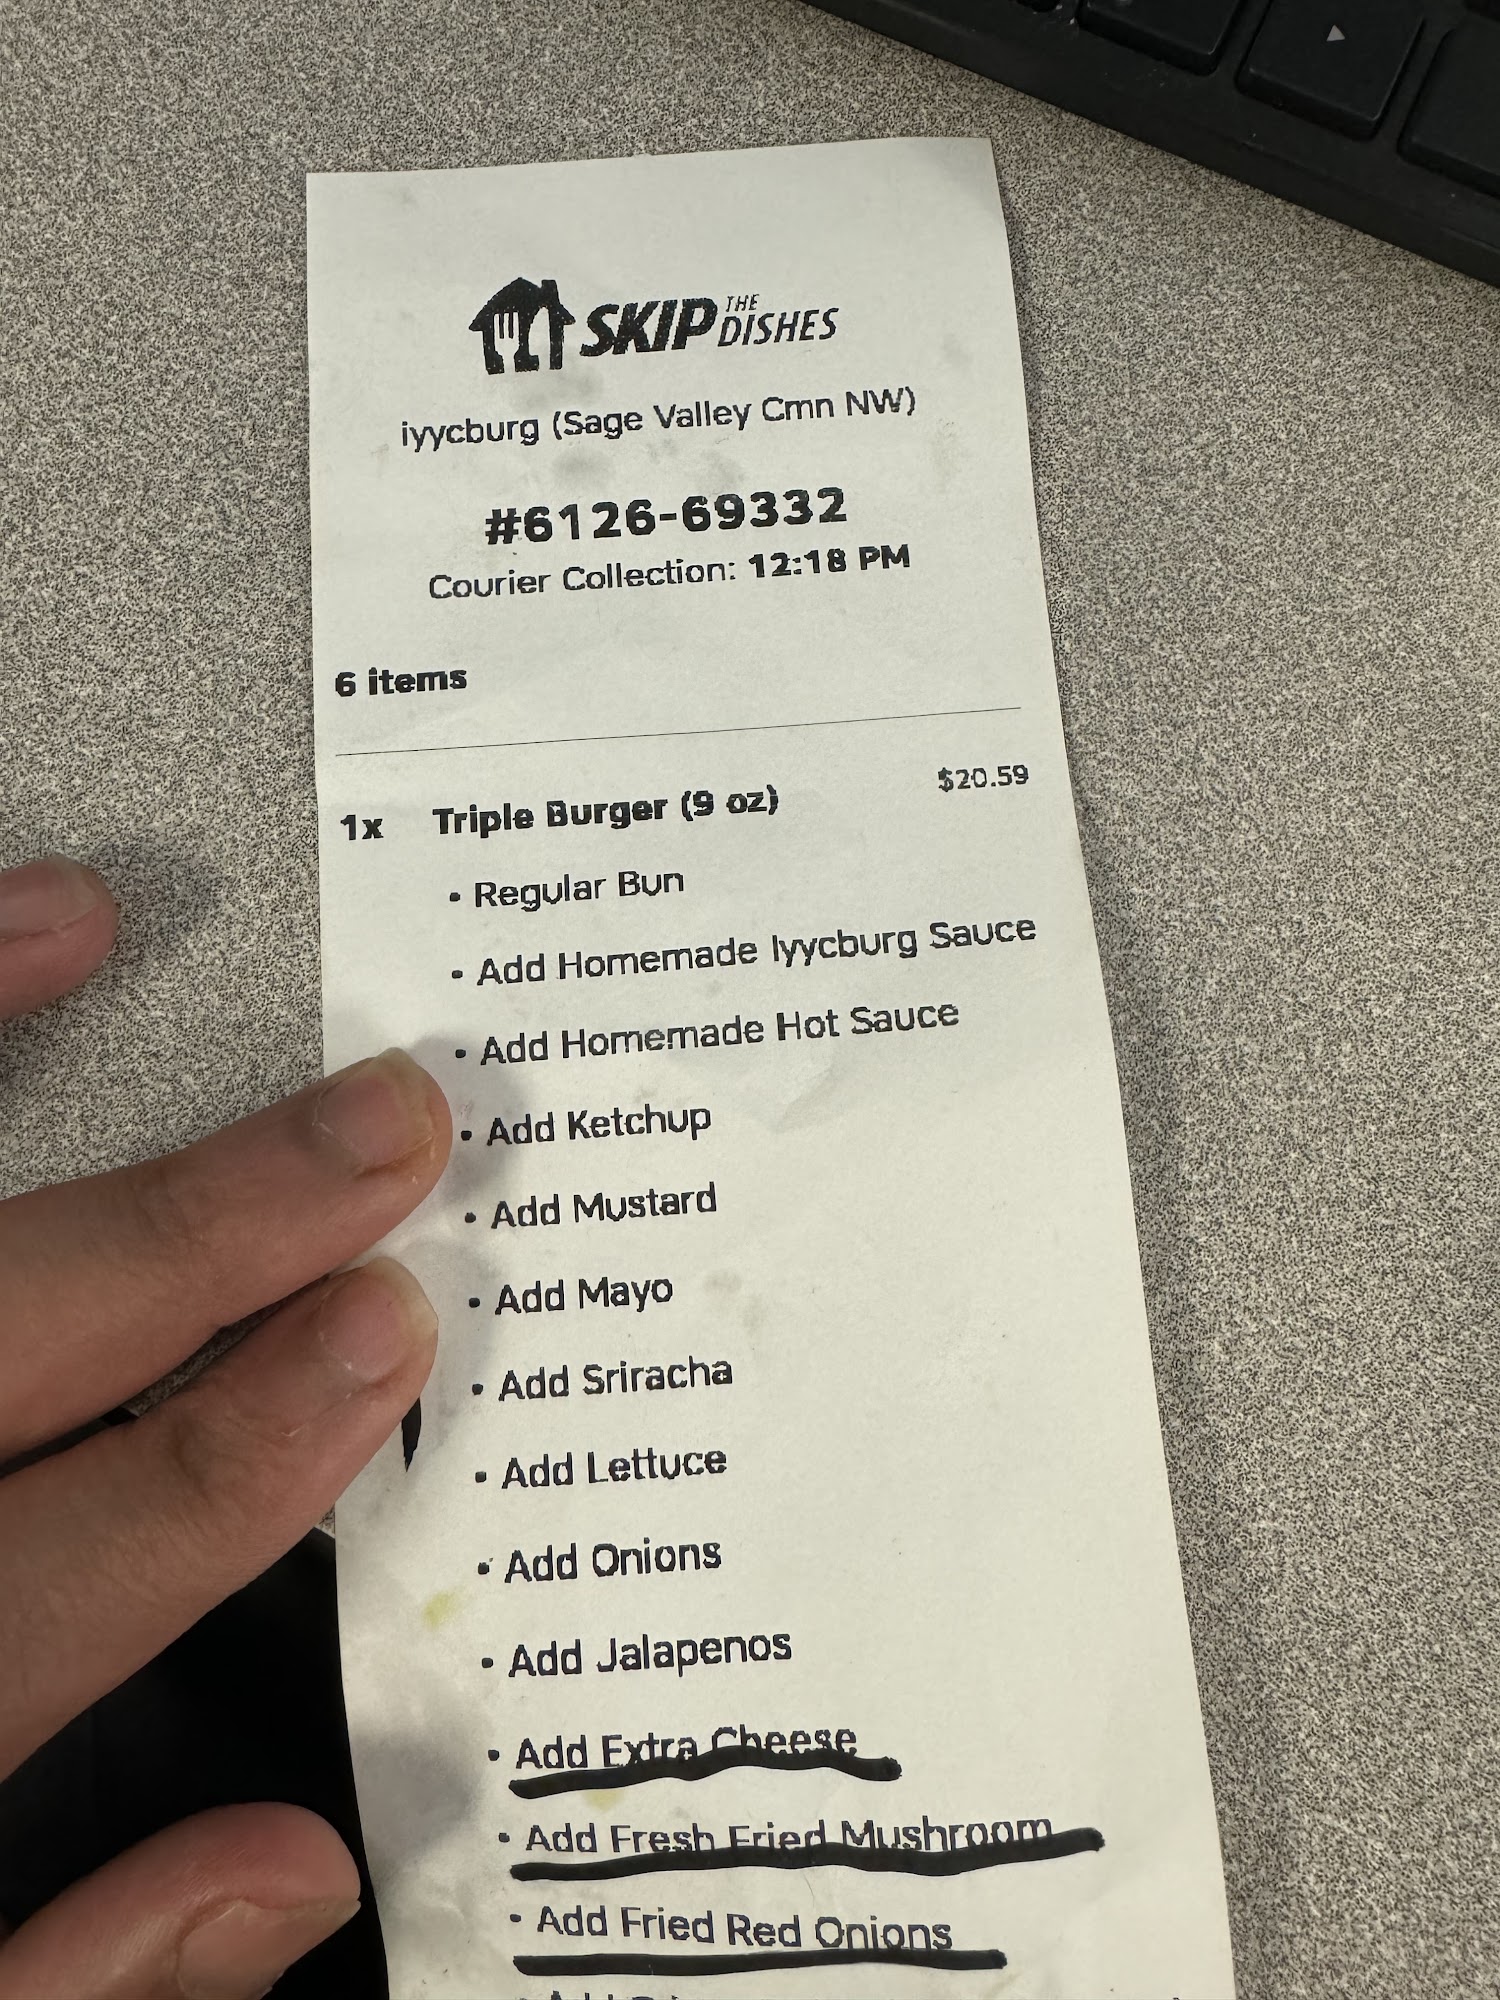 SKIP THE DISHES
iyycburg (Sage Valley Cmn NW)
#6126-69332
Courier Collection: 12:18 PM
6 items
1x Triple Burger (9 oz) $20.59
• Regular Bun
• Add Homemade Iyycburg Sauce
• Add Homemade Hot Sauce
• Add Ketchup
• Add Mustard
• Add Mayo
• Add Sriracha
• Add Lettuce
• Add Onions
• Add Jalapenos
• Add Extra Cheese
• Add Fresh Fried Mushroom
• Add Fried Red Onions